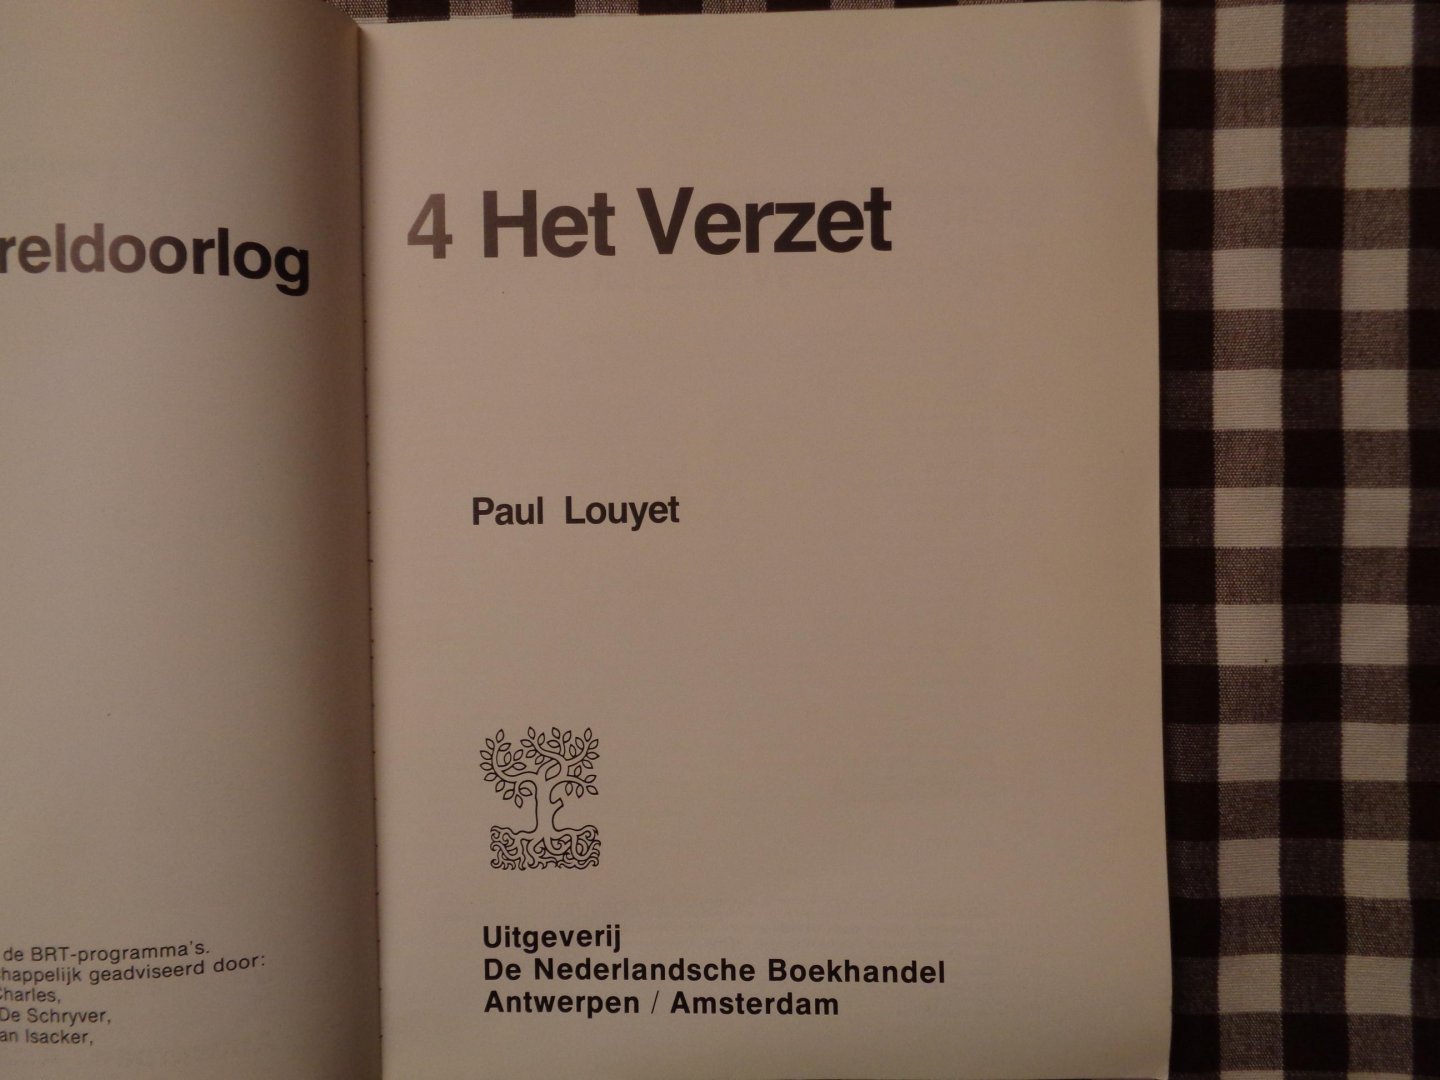 reldoorlog
de BRT-programma's.
happelijk geadviseerd door:
Charles,
De Schryver,
an Isacker,
4 Het Verzet
Paul Louyet
Uitgeverij
De Nederlandsche Boekhandel
Antwerpen / Amsterdam